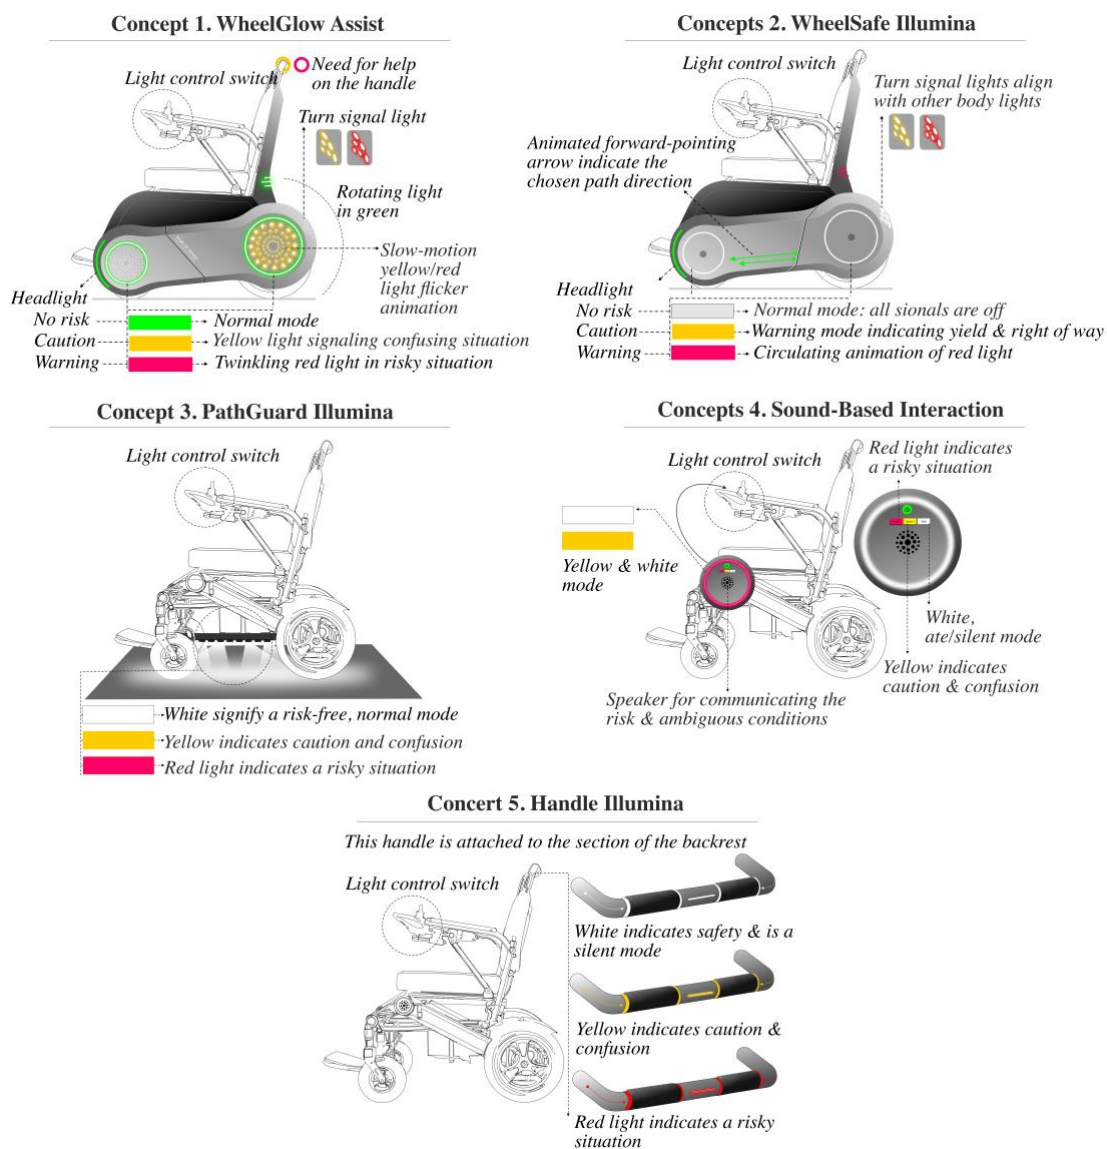 Concept 1. WheelGlow Assist
Light control switch
Need for help
on the handle
Turn signal light
Rotating light
in green
Slow-motion
yellow/red
light flicker
animation
Headlight
No risk
Normal mode
Caution
Yellow light signaling confusing situation
Warning
Twinkling red light in risky situation
Concepts 2. WheelSafe Illumina
Light control switch
Turn signal lights align
with other body lights
Animated forward-pointing
arrow indicate the
chosen path direction
Headlight
No risk
Normal mode: all sionals are off
Caution
Warning node indicating yield & right of way
Warning
Circulating animation of red light
Concept 3. PathGuard Illumina
Light control switch
White signify a risk-free, normal mode
Yellow indicates caution and confusion
Red light indicates a risky situation
Concepts 4. Sound-Based Interaction
Light control switch
Red light indicates
a risky situation
Yellow & white
mode
White,
ate/silent mode
Yellow indicates
caution & confusion
Speaker for communicating the
risk & ambiguous conditions
Concert 5. Handle Illumina
This handle is attached to the section of the backrest
Light control switch
White indicates safety & is a
silent mode
Yellow indicates caution &
confusion
Red light indicates a risky
situation